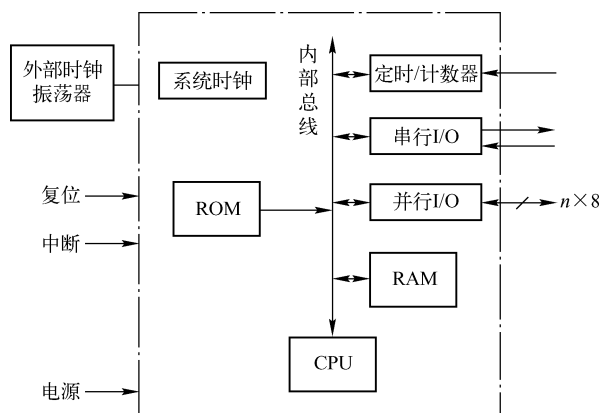 外部时钟
振荡器
系统时钟
内部总线
定时/计数器
串行I/O
并行I/O
n×8
复位
中断
ROM
RAM
CPU
电源